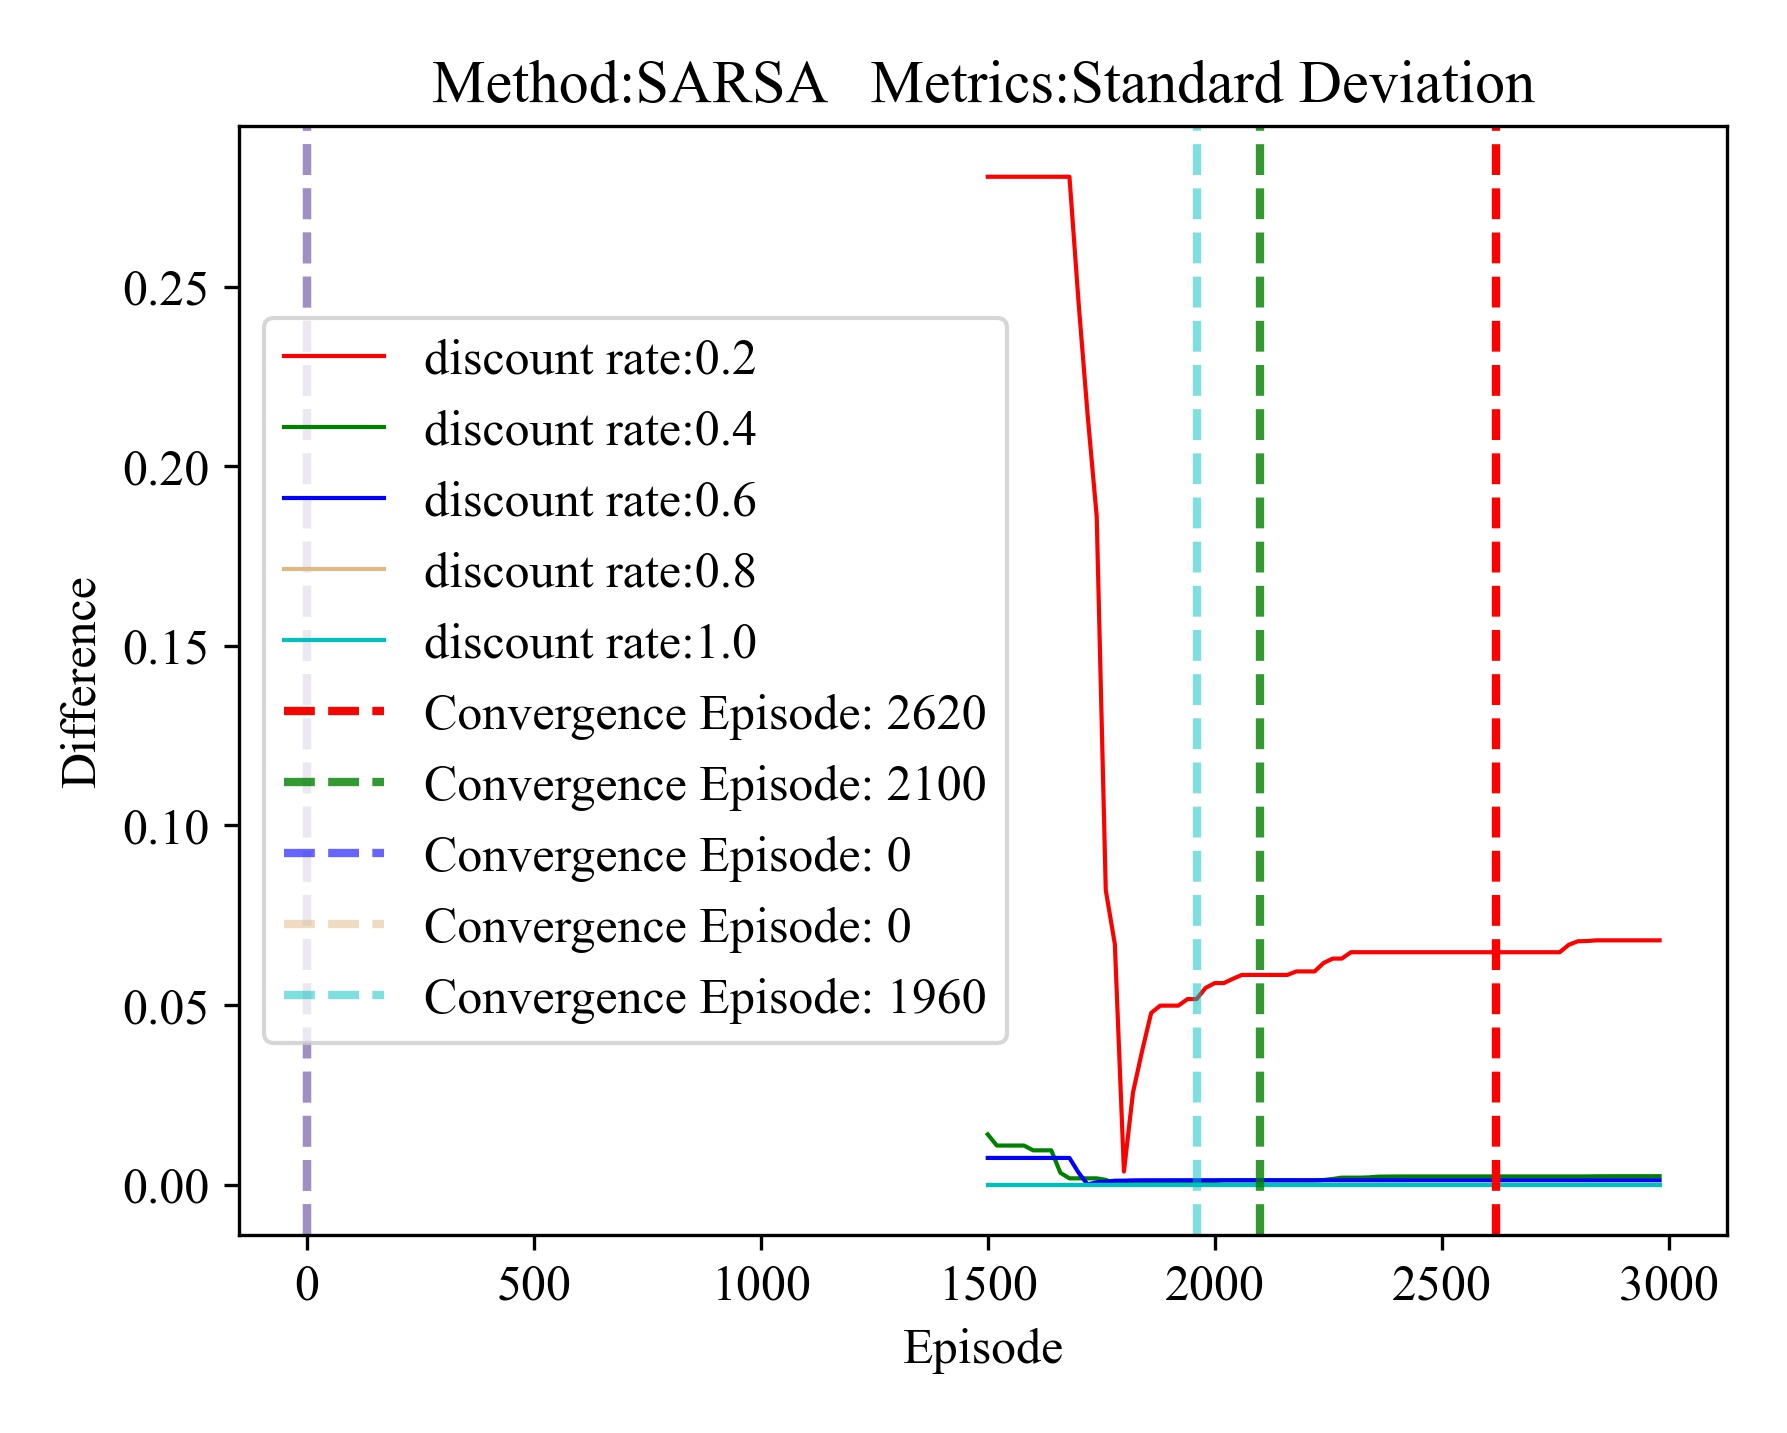 Method:SARSA   Metrics:Standard Deviation
Difference
0.25
0.20
0.15
0.10
0.05
0.00
discount rate:0.2
discount rate:0.4
discount rate:0.6
discount rate:0.8
discount rate:1.0
Convergence Episode: 2620
Convergence Episode: 2100
Convergence Episode: 0
Convergence Episode: 0
Convergence Episode: 1960
0 500 1000 1500 2000 2500 3000
Episode